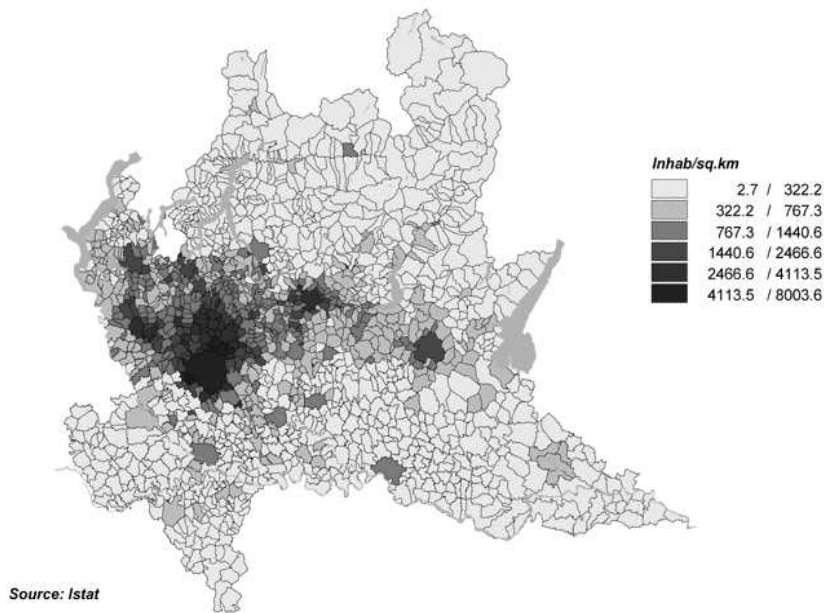 Inhab/sq.km
2.7 / 322.2
322.2 / 767.3
767.3 / 1440.6
1440.6 / 2466.6
2466.6 / 4113.5
4113.5 / 8003.6
Source: Istat